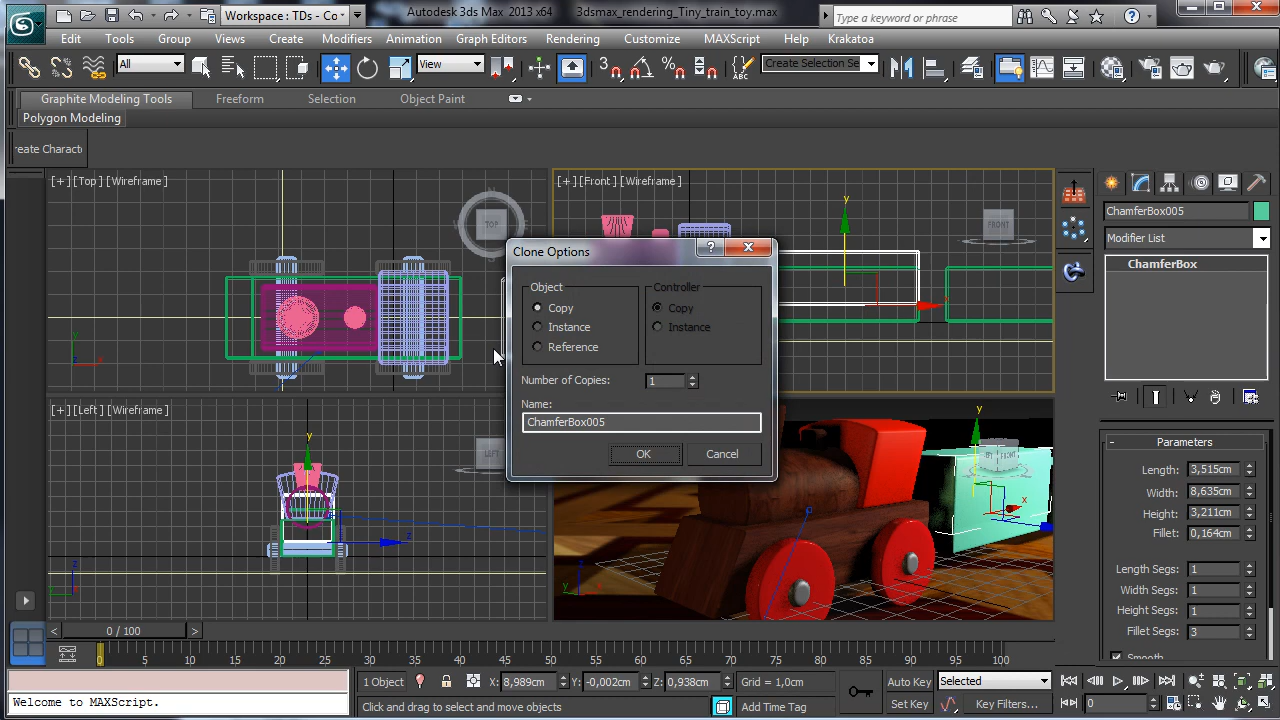 Workspace : TDs - Co
Autodesk 3ds Max 2013 x64
3dsmax_rendering_Tiny_train_toy.max
Type a keyword or phrase
Edit
Tools
Group
Views
Create
Modifiers
Animation
Graph Editors
Rendering
Customize
MAXScript
Help
Krakatoa
All
View
Create Selection Se
Graphite Modeling Tools
Freeform
Selection
Object Paint
Polygon Modeling
reate Characte
[+] [Top] [Wireframe]
TOP
[+] [Front] [Wireframe]
FRONT
ChamferBox005
Modifier List
ChamferBox
Clone Options
Object
Copy
Instance
Reference
Controller
Copy
Instance
Number of Copies:
1
Name:
ChamferBox005
OK
Cancel
[+] [Left] [Wireframe]
LEFT
Parameters
Length: 3,515cm
Width: 8,635cm
Height: 3,211cm
Fillet: 0,164cm
Length Segs: 1
Width Segs: 1
Height Segs: 1
Fillet Segs: 3
Smooth
0 / 100
0 5 10 15 20 25 30 35 40 45 50 55 60 65 70 75 80 85 90 95 100
1 Object
X: 8,989cm
Y: -0,002cm
Z: 0,938cm
Grid = 1,0cm
Auto Key
Selected
Welcome to MAXScript.
Click and drag to select and move objects
Add Time Tag
Set Key
Key Filters...
0